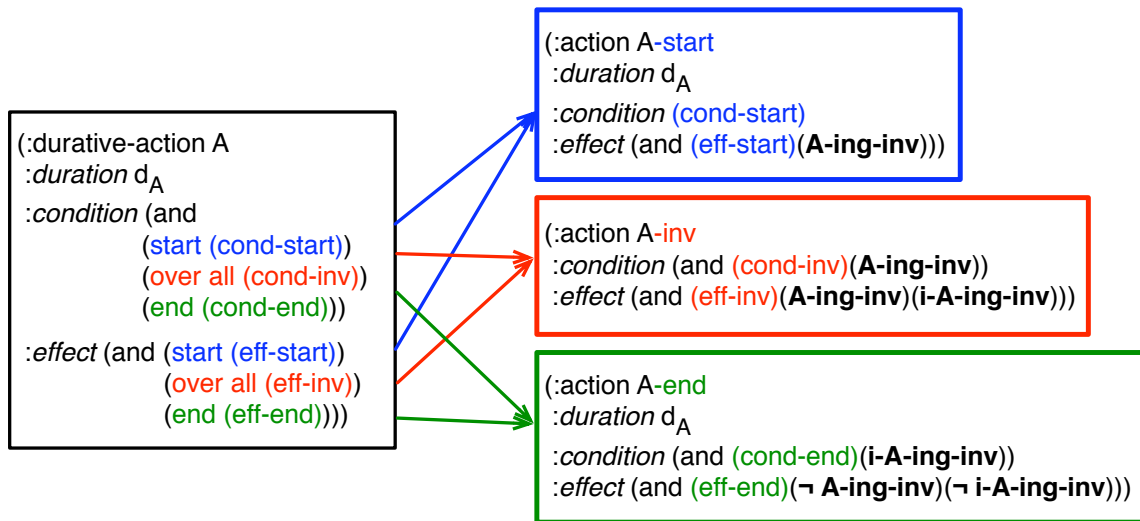 (:durative-action A
:duration d_A
:condition (and
(start (cond-start))
(over all (cond-inv))
(end (cond-end)))
:effect (and (start (eff-start))
(over all (eff-inv))
(end (eff-end))))
(:action A-start
:duration d_A
:condition (cond-start)
:effect (and (eff-start)(A-ing-inv)))
(:action A-inv
:condition (and (cond-inv)(A-ing-inv))
:effect (and (eff-inv)(A-ing-inv)(i-A-ing-inv)))
(:action A-end
:duration d_A
:condition (and (cond-end)(i-A-ing-inv))
:effect (and (eff-end)(¬ A-ing-inv)(¬ i-A-ing-inv)))